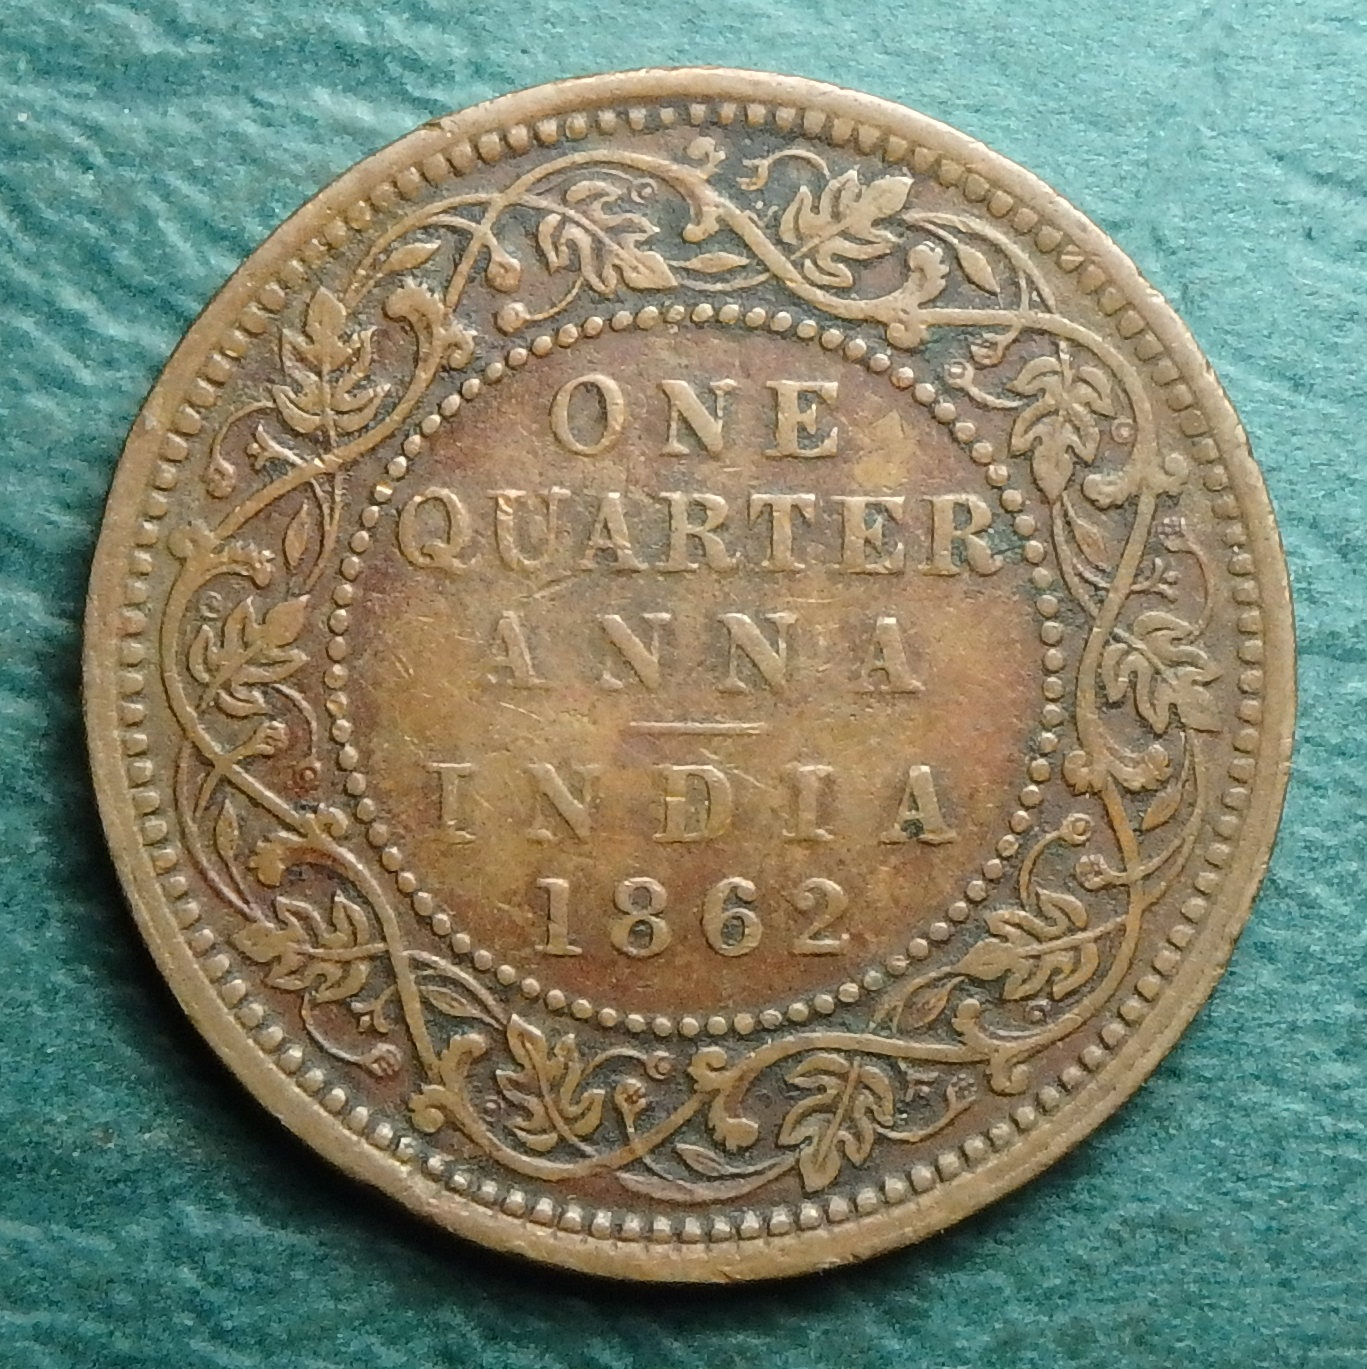 ONE
QUARTER
ANNA
INDIA
1862